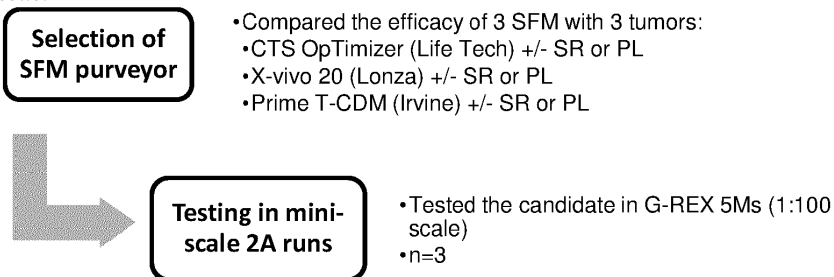 Selection of
SFM purveyor
•Compared the efficacy of 3 SFM with 3 tumors:
•CTS OpTimizer (Life Tech) +/- SR or PL
•X-vivo 20 (Lonza) +/- SR or PL
•Prime T-CDM (Irvine) +/- SR or PL
Testing in mini-
scale 2A runs
•Tested the candidate in G-REX 5Ms (1:100
scale)
•n=3